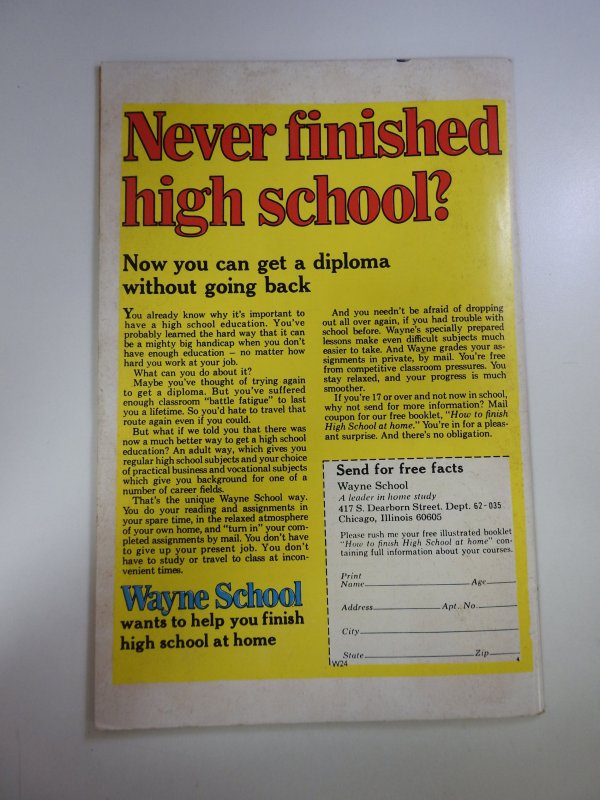 Never finished
high school?
Now you can get a diploma
without going back
You already know why it's important to
have a high school education. You've
probably learned the hard way that it can
be a mighty big handicap when you don't
have enough education – no matter how
hard you work at your job.
What can you do about it?
Maybe you've thought of trying again
to get a diploma. But you've suffered
enough classroom "battle fatigue" to last
you a lifetime. So you'd hate to travel that
route again even if you could.
But what if we told you that there was
now a much better way to get a high school
education? An adult way, which gives you
regular high school subjects and your choice
of practical business and vocational subjects
which give you background for one of a
number of career fields.
That's the unique Wayne School way.
You do your reading and assignments in
your spare time, in the relaxed atmosphere
of your own home, and "turn in" your com-
pleted assignments by mail. You don't have
to give up your present job. You don't
have to study or travel to class at incon-
venient times.
Wayne School
wants to help you finish
high school at home
And you needn't be afraid of dropping
out all over again, if you had trouble with
school before. Wayne's specially prepared
lessons make even difficult subjects much
easier to take. And Wayne grades your as-
signments in private, by mail. You're free
from competitive classroom pressures. You
stay relaxed, and your progress is much
smoother.
If you're 17 or over and not now in school,
why not send for more information? Mail
coupon for our free booklet, "How to finish
High School at home." You're in for a pleas-
ant surprise. And there's no obligation.
Send for free facts
Wayne School
A leader in home study
417 S. Dearborn Street. Dept. 62-035
Chicago, Illinois 60605
Please rush me your free illustrated booklet
"How to finish High School at home" con-
taining full information about your courses.
Print
Name Age
Address Apt. No.
City
State Zip
W24 4